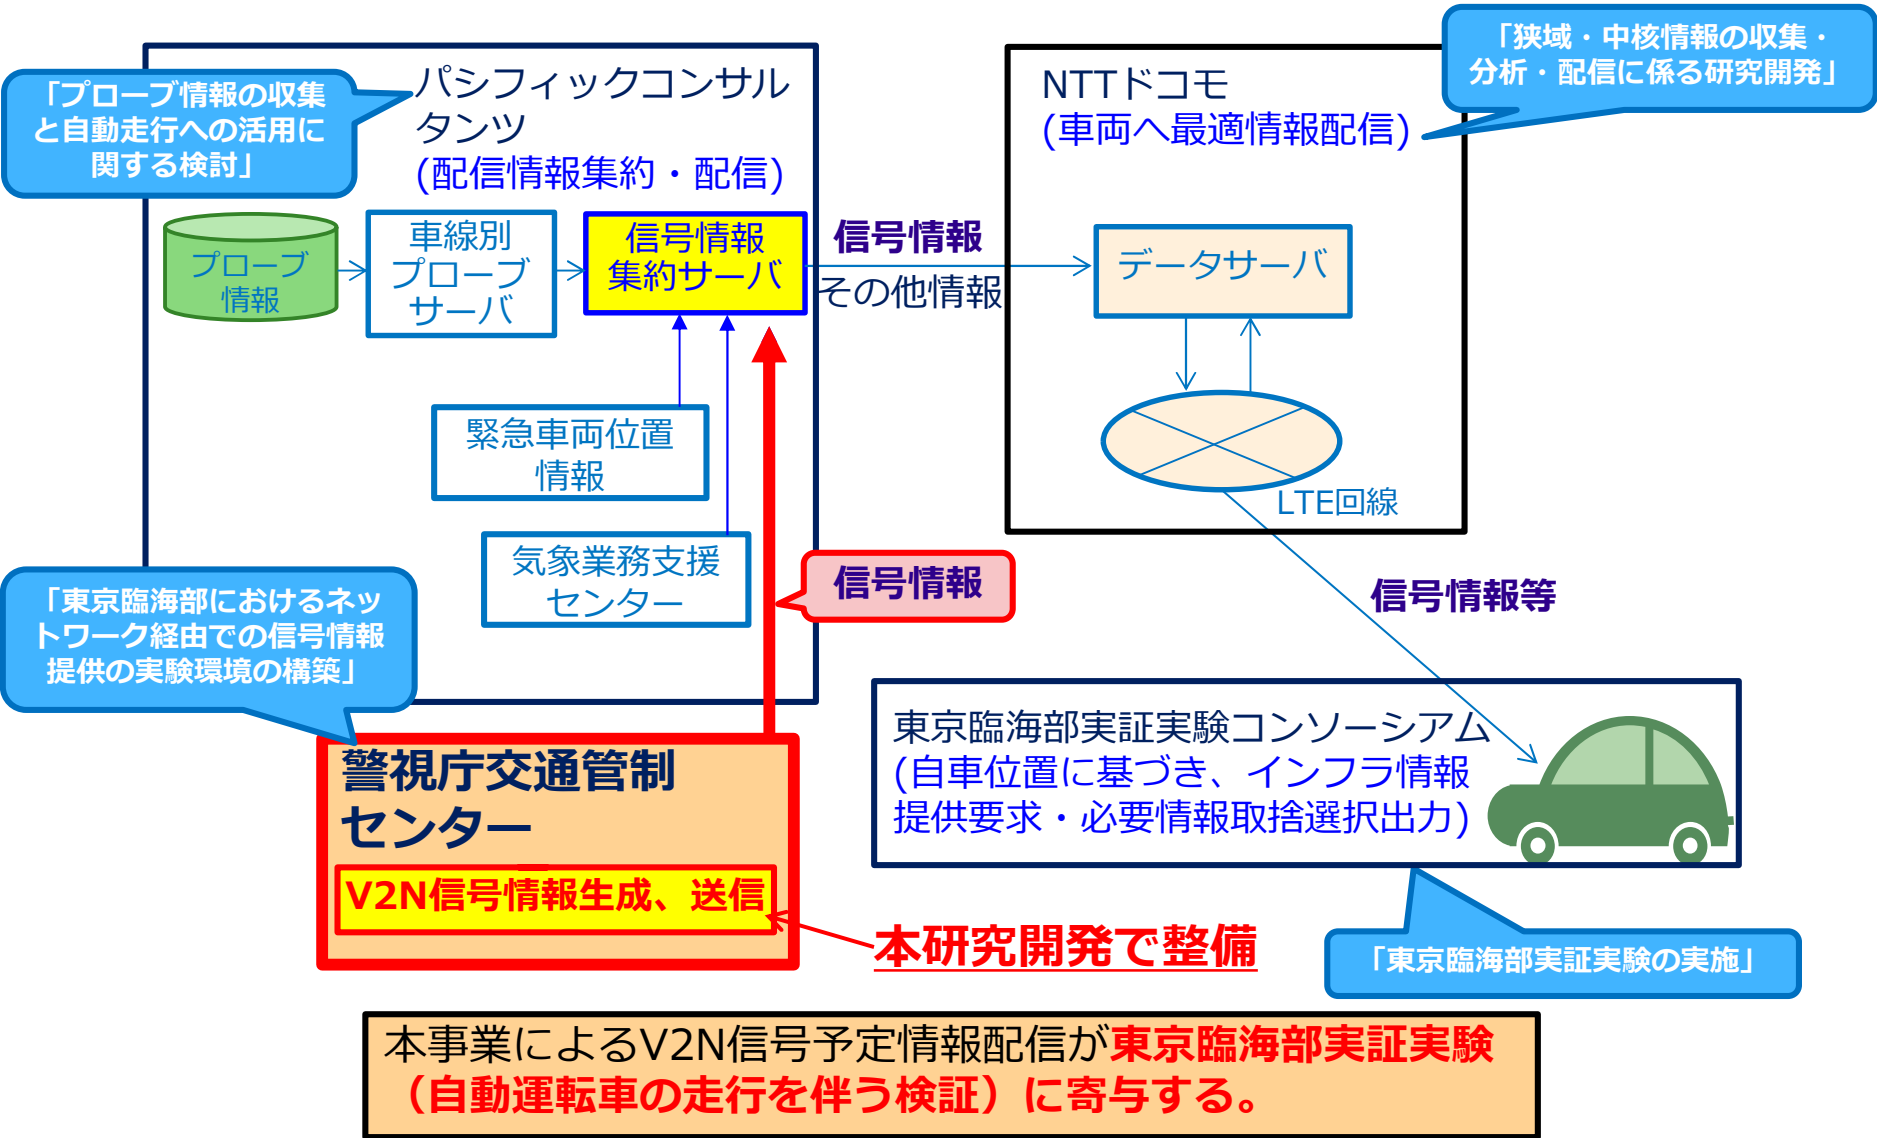 「プローブ情報の収集
と自動走行への活用に
関する検討」
パシフィックコンサル
タンツ
(配信情報集約・配信)
NTTドコモ
(車両へ最適情報配信)
「狭域・中核情報の収集・
分析・配信に係る研究開発」
プローブ
情報
車線別
プローブ
サーバ
信号情報
集約サーバ
信号情報
その他情報
データサーバ
緊急車両位置
情報
LTE回線
気象業務支援
センター
信号情報
信号情報等
「東京臨海部におけるネッ
トワーク経由での信号情報
提供の実験環境の構築」
東京臨海部実証実験コンソーシアム
(自車位置に基づき、インフラ情報
提供要求・必要情報取捨選択出力)
警視庁交通管制
センター
V2N信号情報生成、送信
本研究開発で整備
「東京臨海部実証実験の実施」
本事業によるV2N信号予定情報配信が東京臨海部実証実験
（自動運転車の走行を伴う検証）に寄与する。